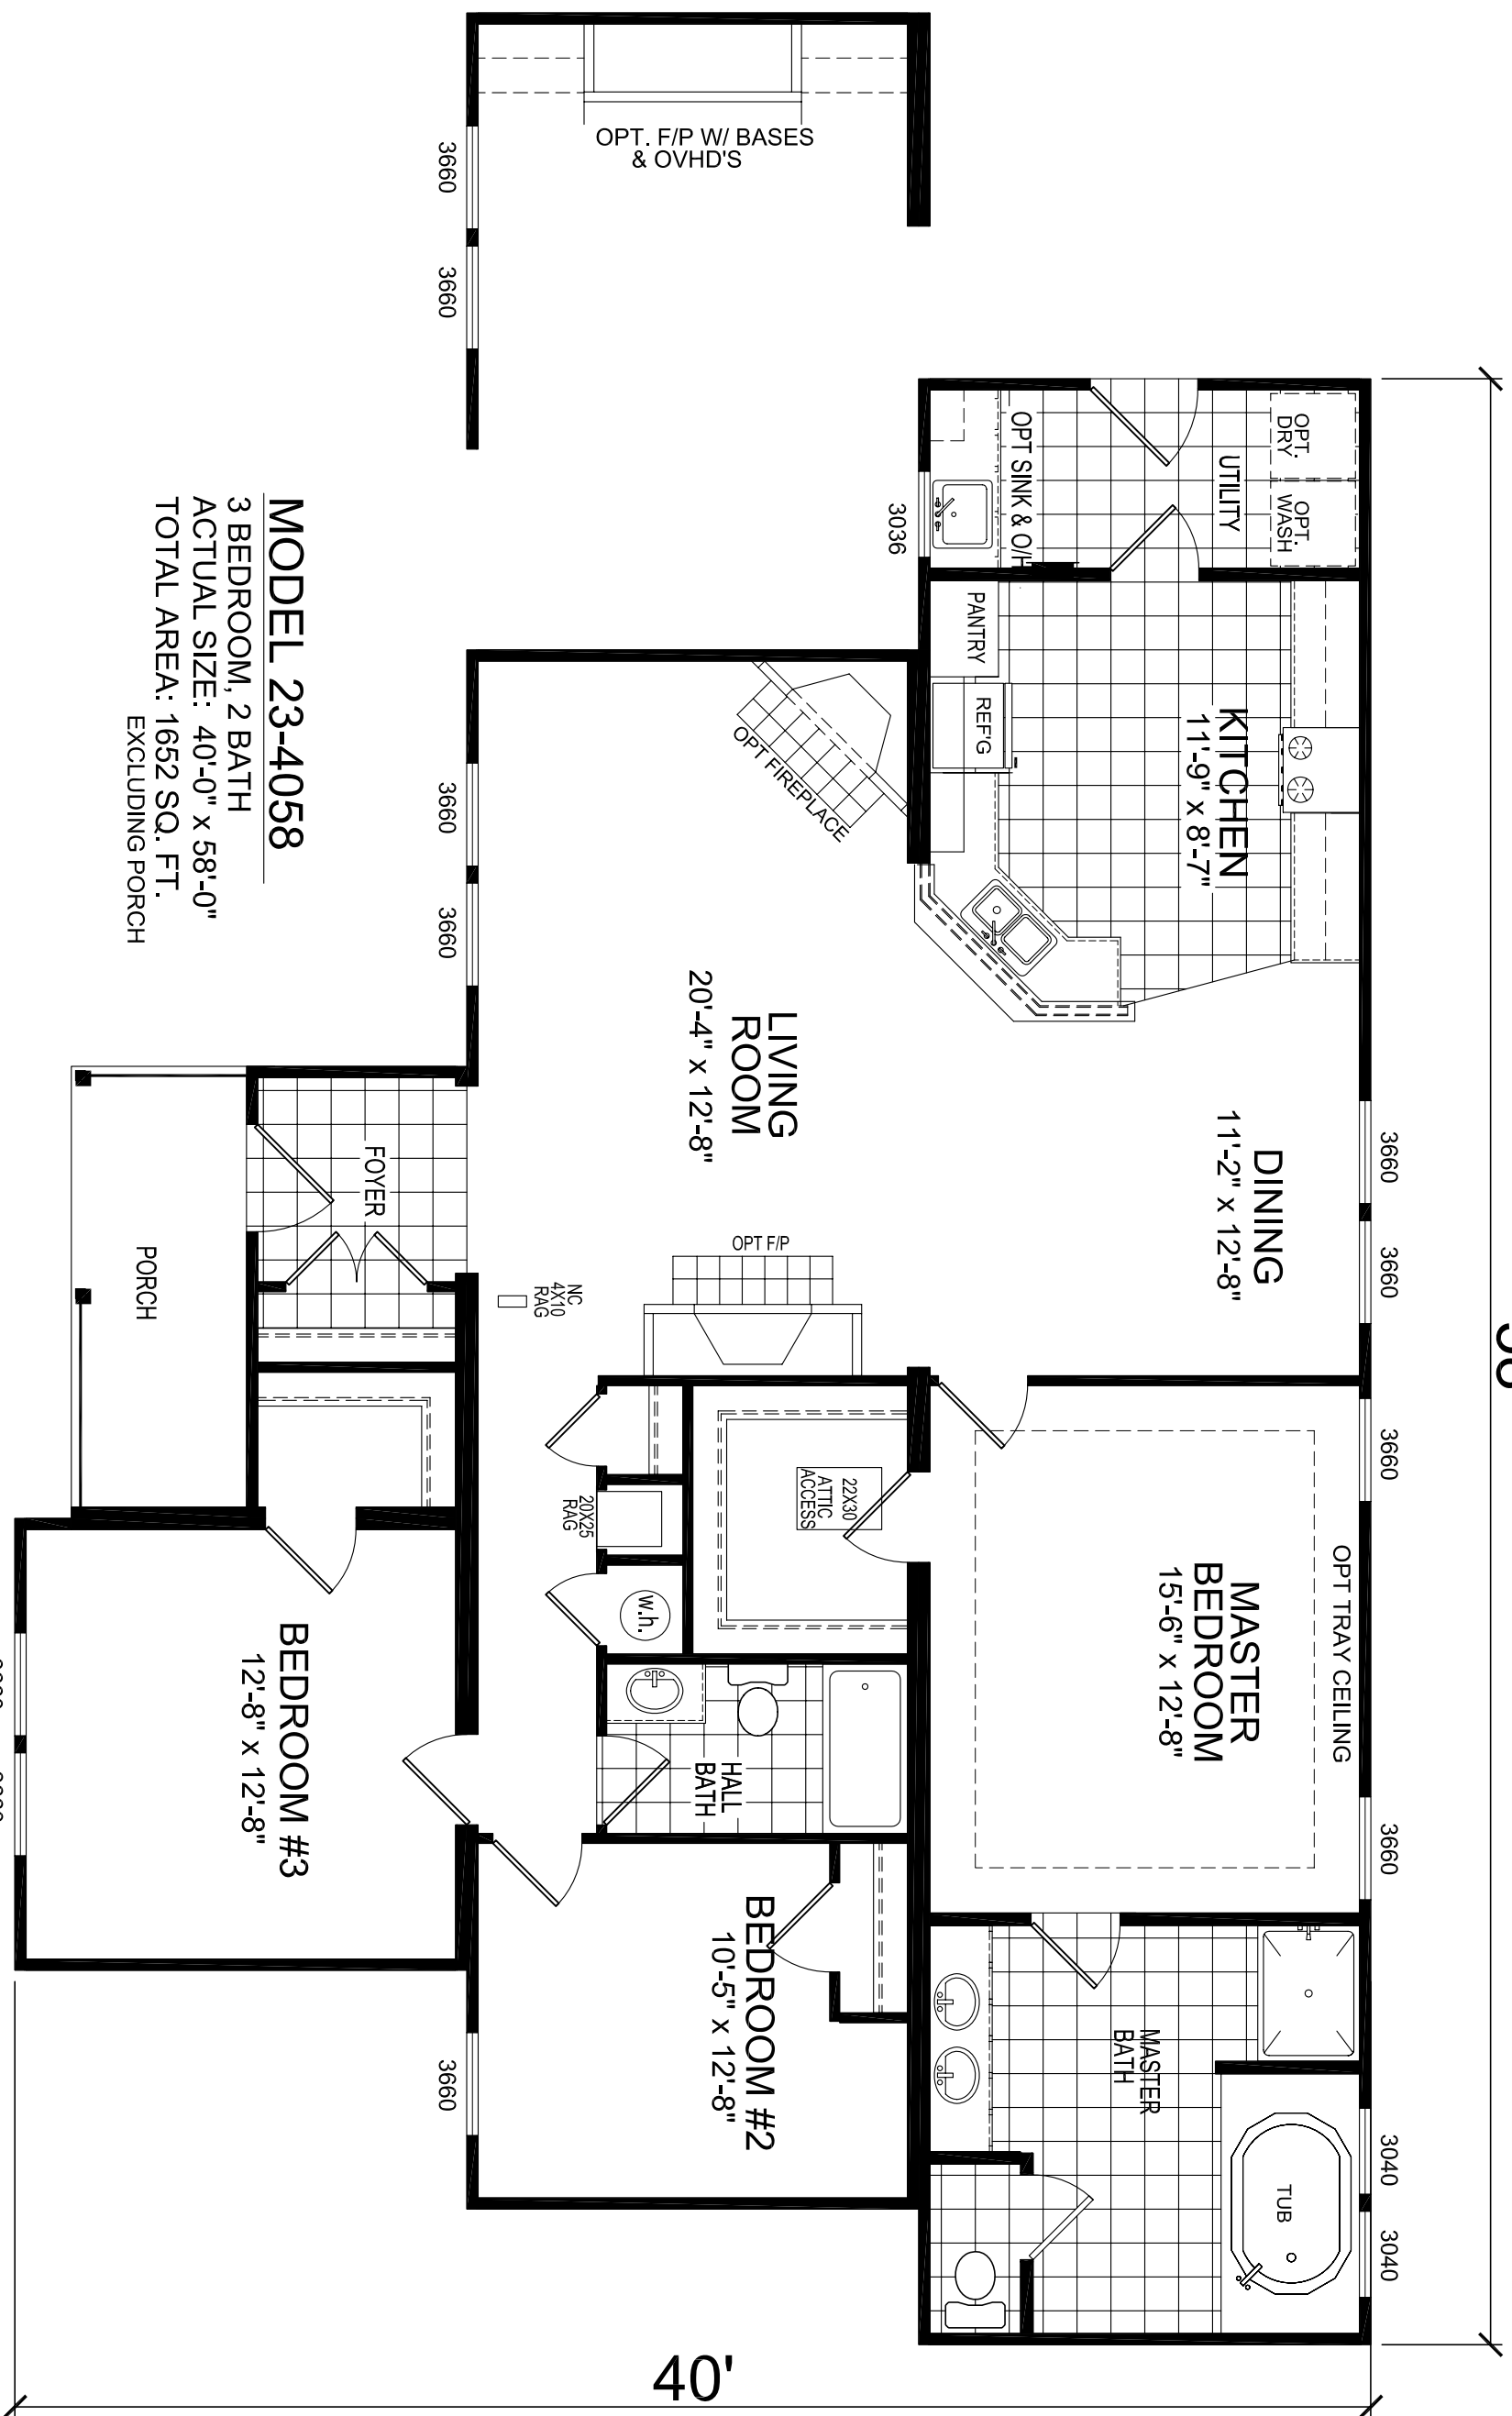 OPT. F/P W/ BASES
& OVHD'S
3660
3660
OPT.
DRY
OPT.
WASH
UTILITY
OPT SINK & O/H
3036
PANTRY
REF'G
KITCHEN
11'-9" x 8'-7"
OPT FIREPLACE
3660
3660
LIVING
ROOM
20'-4" x 12'-8"
DINING
11'-2" x 12'-8"
3660
3660
OPT F/P
NC
4X10
RAG
FOYER
PORCH
3660
OPT TRAY CEILING
MASTER
BEDROOM
15'-6" x 12'-8"
3660
22X30
ATTIC
ACCESS
20X25
RAG
w.h.
HALL
BATH
BEDROOM #3
12'-8" x 12'-8"
BEDROOM #2
10'-5" x 12'-8"
3660
MASTER
BATH
TUB
3040
3040
40'
MODEL 23-4058
3 BEDROOM, 2 BATH
ACTUAL SIZE: 40'-0" x 58'-0"
TOTAL AREA: 1652 SQ. FT.
EXCLUDING PORCH